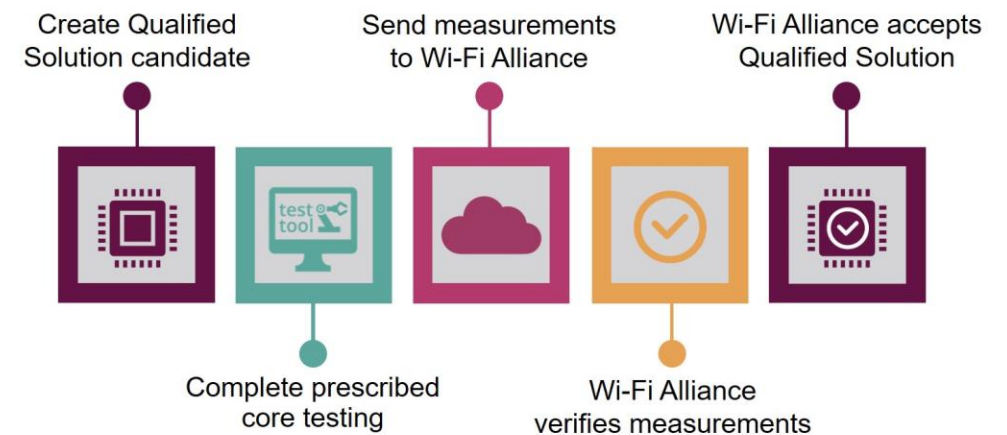 Create Qualified
Solution candidate
Send measurements
to Wi-Fi Alliance
Wi-Fi Alliance accepts
Qualified Solution
test
tool
Complete prescribed
core testing
Wi-Fi Alliance
verifies measurements